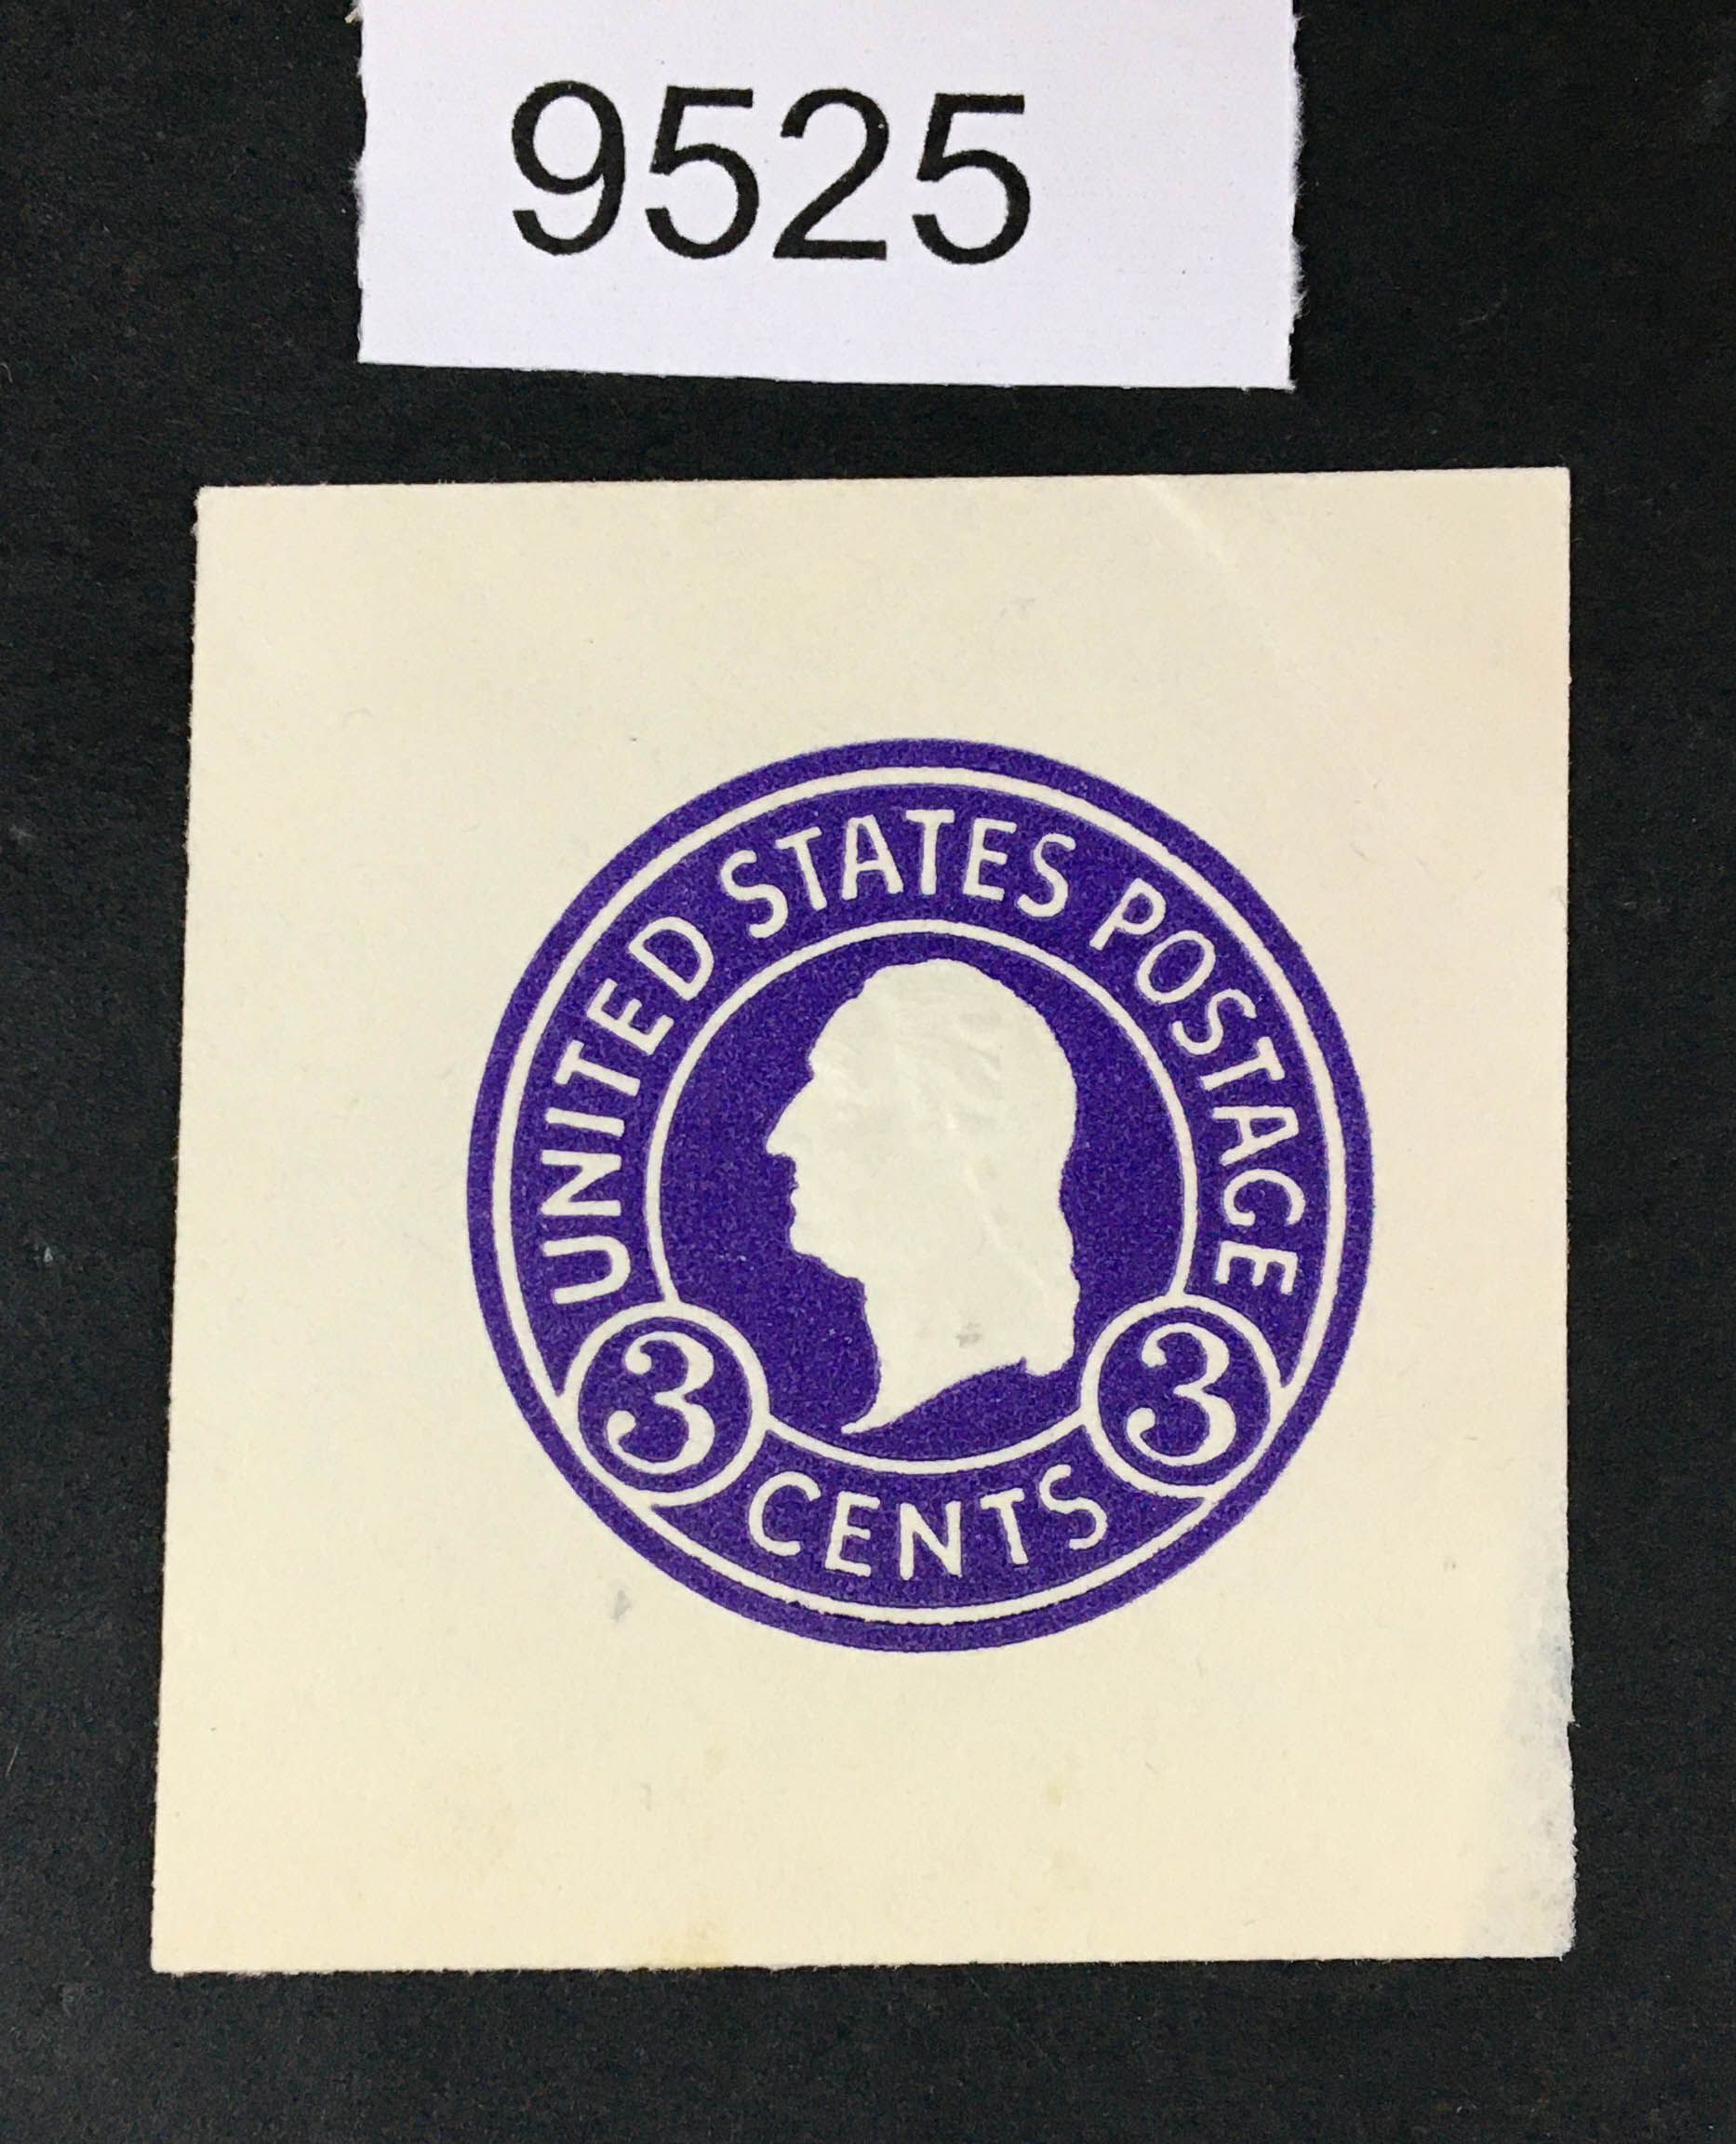 9525
UNITED STATES POSTAGE
3 CENTS 3